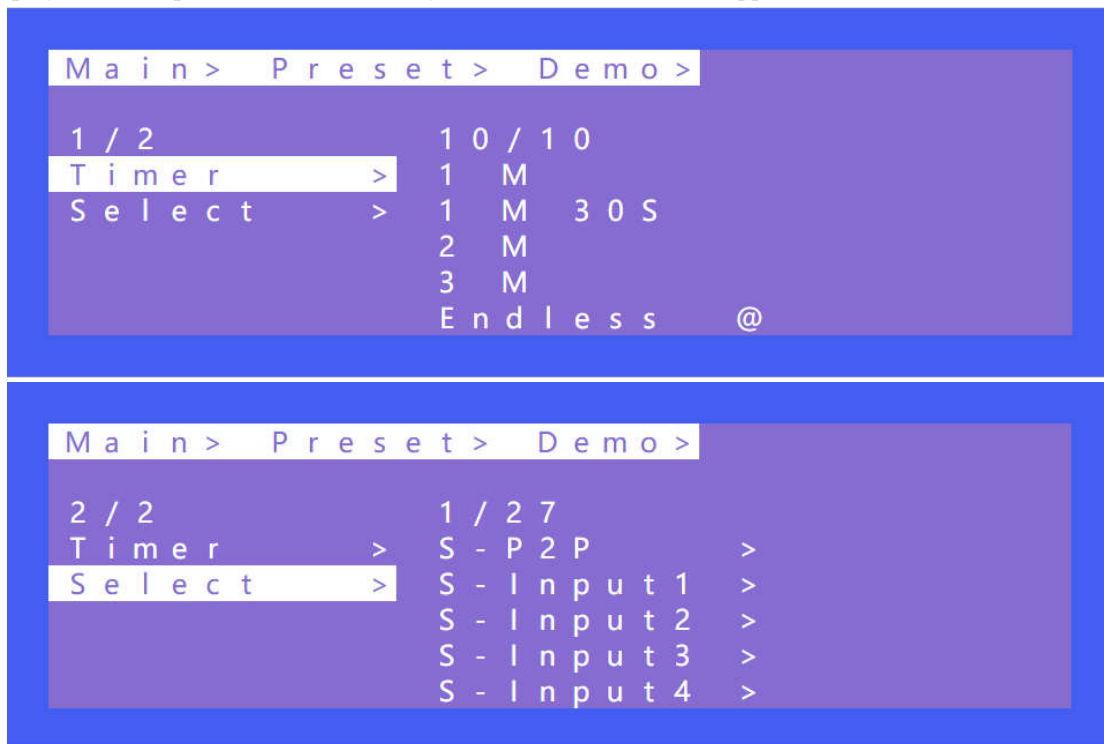 Main> Preset> Demo>
1/2 10/10
Timer > 1 M
Select > 1 M 30S
2 M
3 M
Endless @
Main> Preset> Demo>
2/2 1/27
Timer > S-P2P >
Select > S-Input1 >
S-Input2 >
S-Input3 >
S-Input4 >